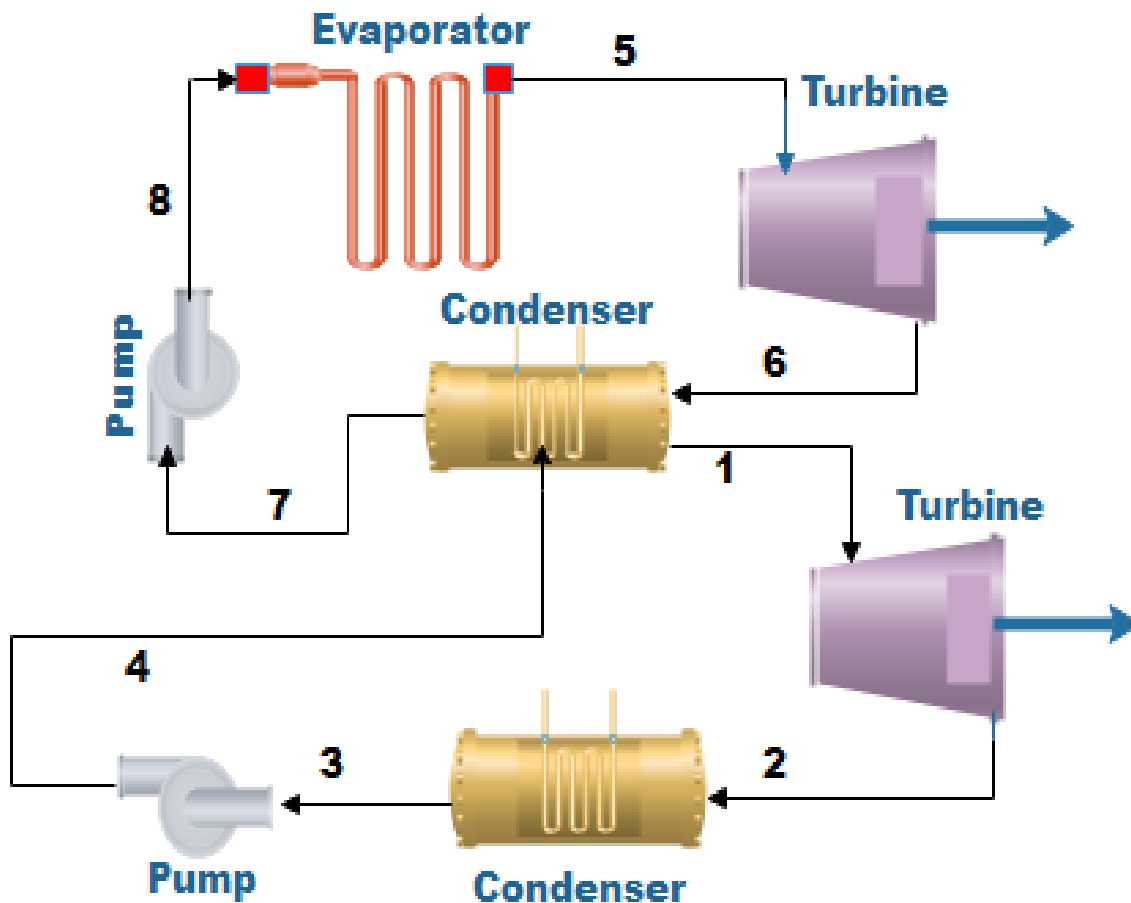 Evaporator
5
Turbine
8
Condenser
Pump
6
7
1
Turbine
4
3
2
Pump
Condenser